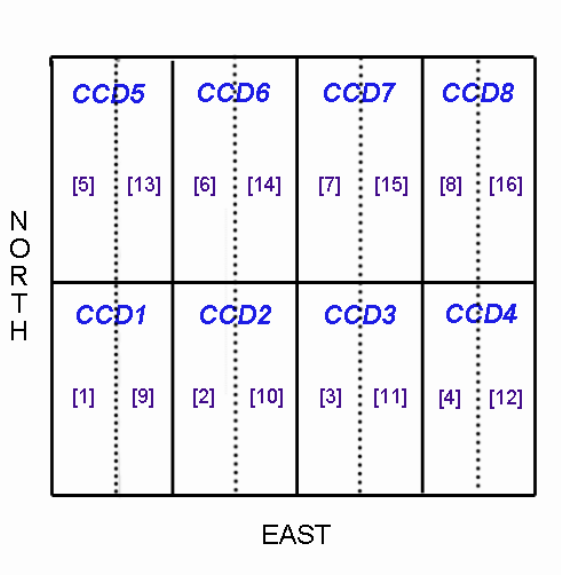 CCD5 CCD6 CCD7 CCD8
[5] [13] [6] [14] [7] [15] [8] [16]
NORTH
CCD1 CCD2 CCD3 CCD4
[1] [9] [2] [10] [3] [11] [4] [12]
EAST